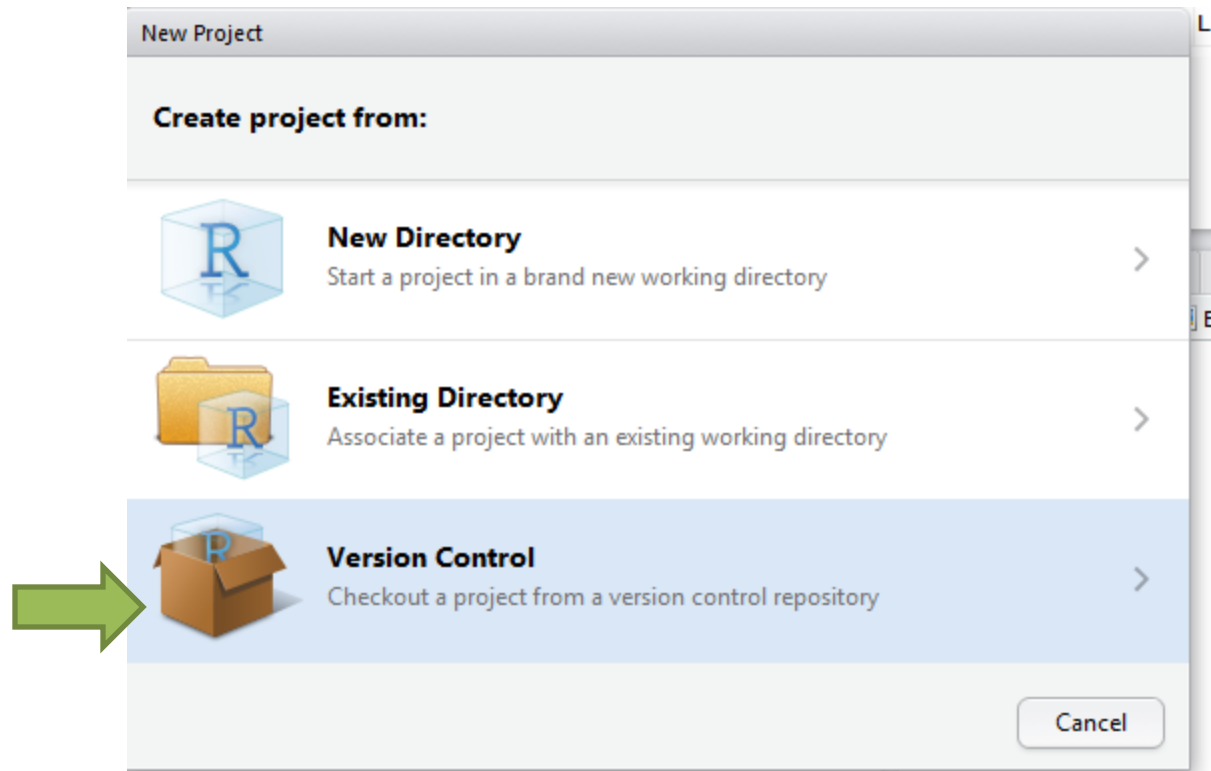 New Project
L
Create project from:
R
New Directory
Start a project in a brand new working directory
E
R
Existing Directory
Associate a project with an existing working directory
R
Version Control
Checkout a project from a version control repository
Cancel